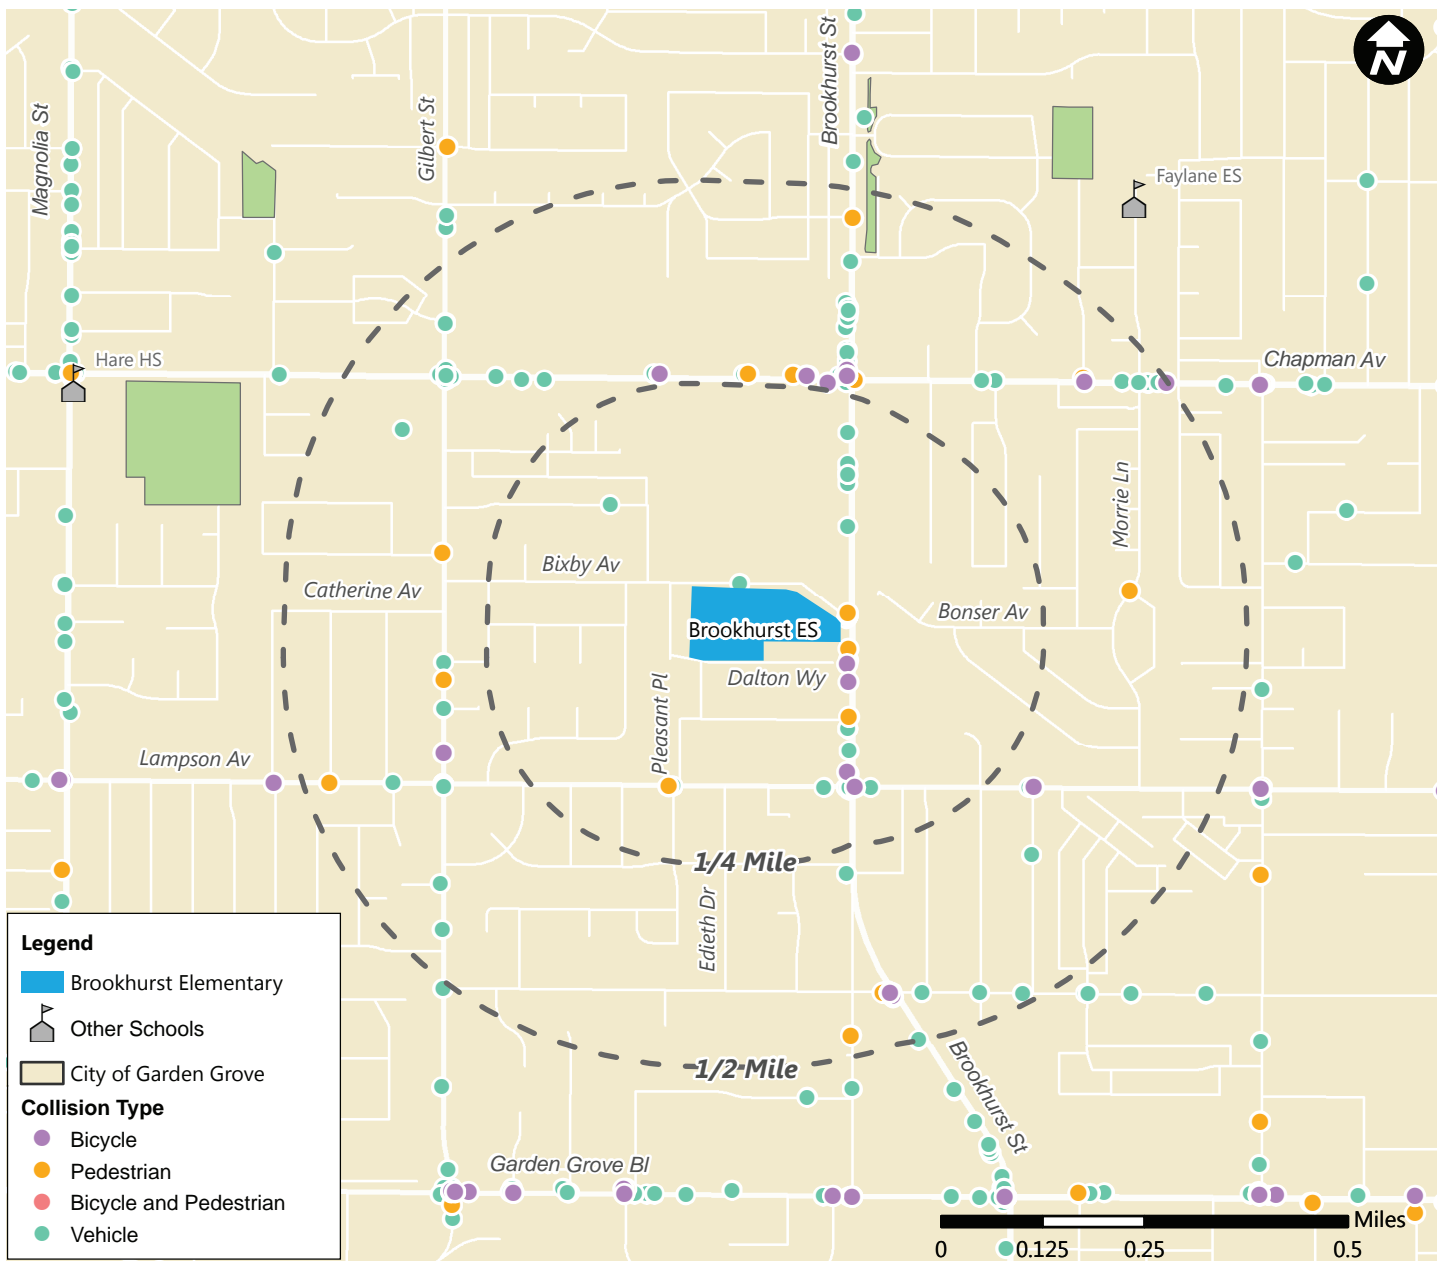 Brookhurst St
N
Magnolia St
Gilbert St
Faylane ES
Hare HS
Chapman Av
Morrie Ln
Bixby Av
Catherine Av
Bonser Av
Brookhurst ES
Dalton Wy
Pleasant Pl
Lampson Av
1/4 Mile
Edieth Dr
Legend
Brookhurst Elementary
Other Schools
City of Garden Grove
Collision Type
Bicycle
Pedestrian
Bicycle and Pedestrian
Vehicle
1/2 Mile
Brookhurst St
Garden Grove Bl
Miles
0 0.125 0.25 0.5